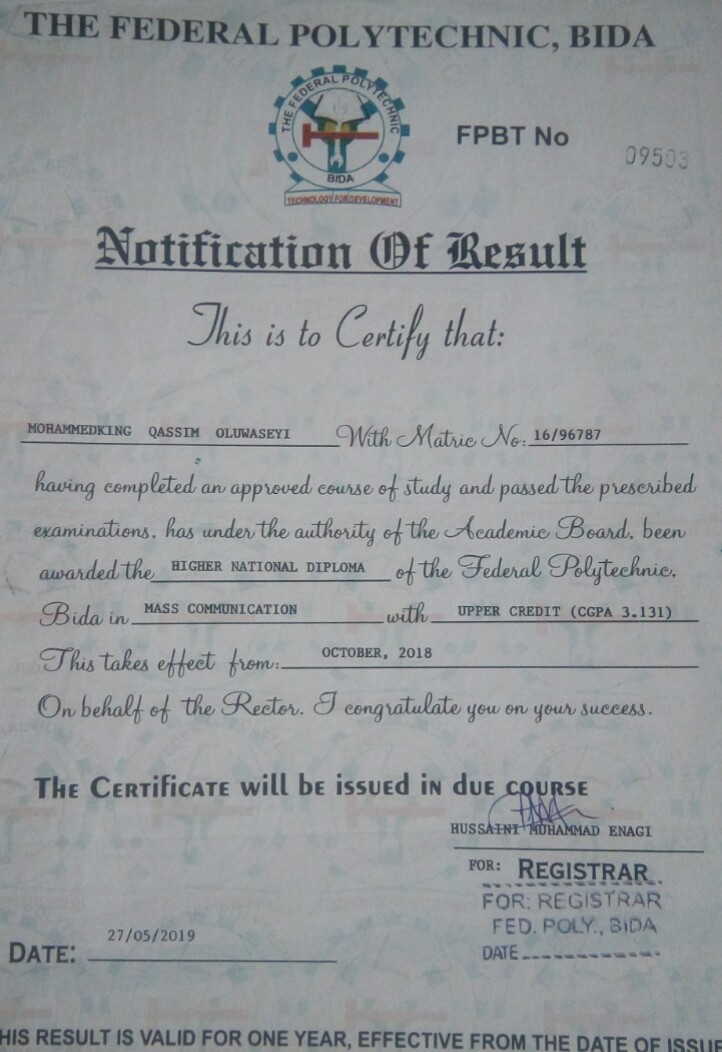 THE FEDERAL POLYTECHNIC, BIDA
THE FEDERAL POLYTECHNIC
BIDA
TECHNOLOGY FOR DEVELOPMENT
FPBT No 09503
Notification Of Result
This is to Certify that:
MOHAMMEDKING QASSIM OLUWASEYI With Matric No: 16/96787
having completed an approved course of study and passed the prescribed
examinations, has under the authority of the Academic Board, been
awarded the HIGHER NATIONAL DIPLOMA of the Federal Polytechnic,
Bida in MASS COMMUNICATION with UPPER CREDIT (CGPA 3.131)
This takes effect from: OCTOBER, 2018
On behalf of the Rector. I congratulate you on your success.
The Certificate will be issued in due course
HUSSAINI MUHAMMAD ENAGI
FOR: REGISTRAR
FOR: REGISTRAR
FED. POLY., BIDA
DATE
DATE: 27/05/2019
HIS RESULT IS VALID FOR ONE YEAR, EFFECTIVE FROM THE DATE OF ISSUE